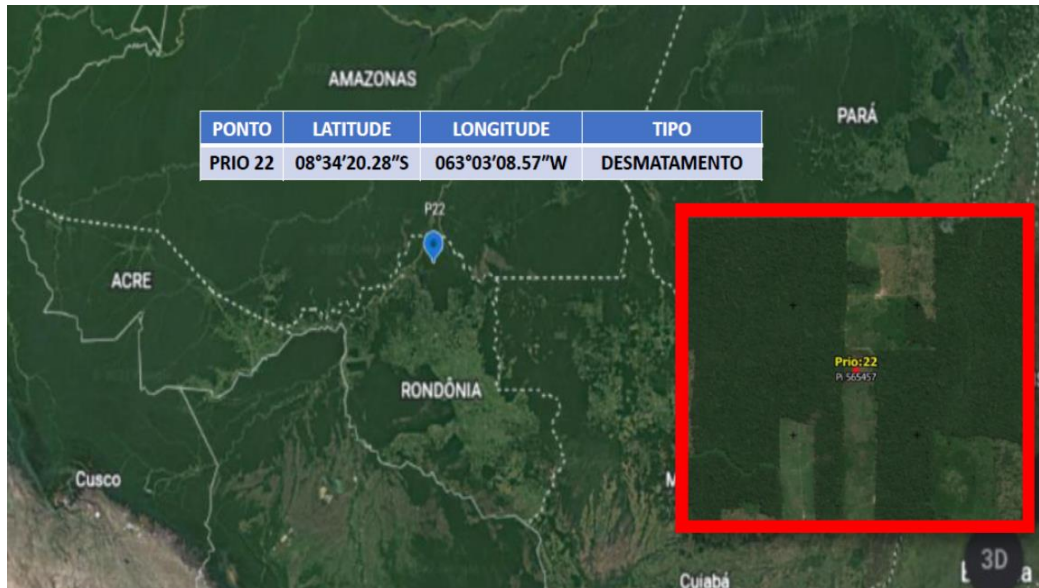 AMAZONAS
PARÁ
PONTO LATITUDE LONGITUDE TIPO
PRIO 22 08°34’20.28”S 063°03’08.57”W DESMATAMENTO
P22
ACRE
Prio:22
PI 565457
RONDÔNIA
Cusco
M
3D
a
Cuiabá